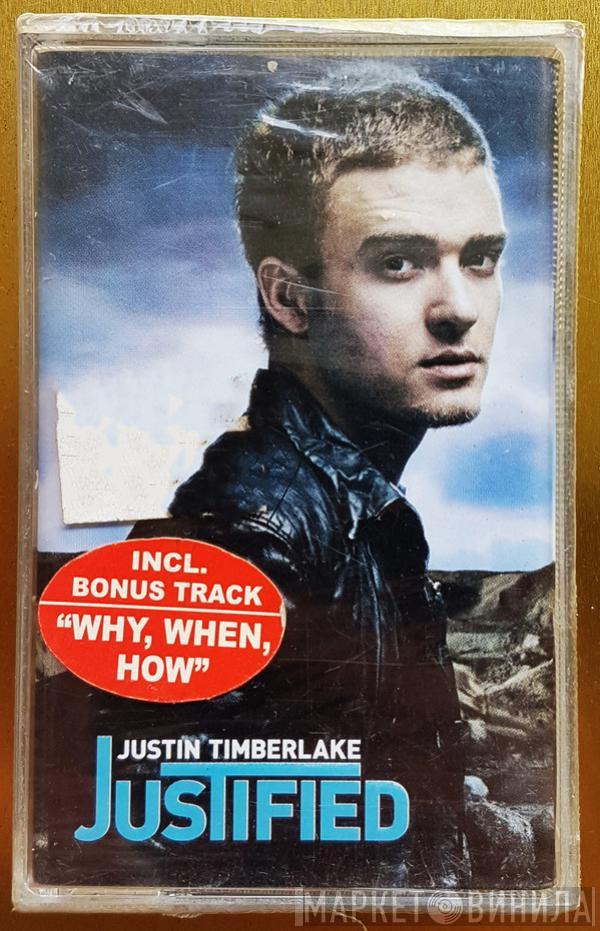 INCL.
BONUS TRACK
“WHY, WHEN,
HOW”
JUSTIN TIMBERLAKE
JUSTIFIED
МАРКЕТ ВИНИЛА